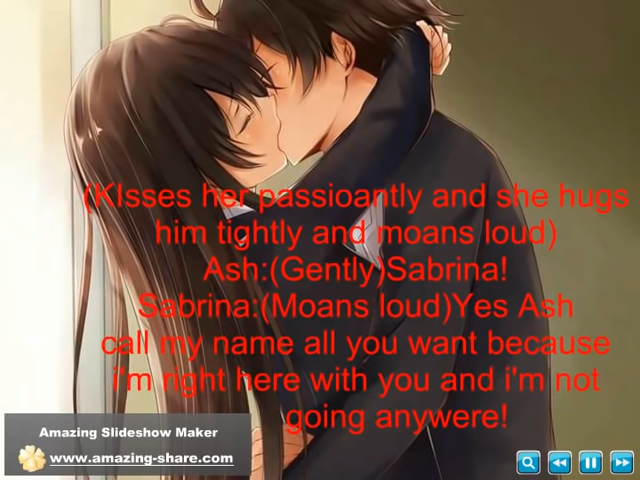 (KIsses her passioantly and she hugs
him tightly and moans loud)
Ash:(Gently)Sabrina!
Sabrina:(Moans loud)Yes Ash
call my name all you want because
i'm right here with you and i'm not
going anywere!
Amazing Slideshow Maker
www.amazing-share.com